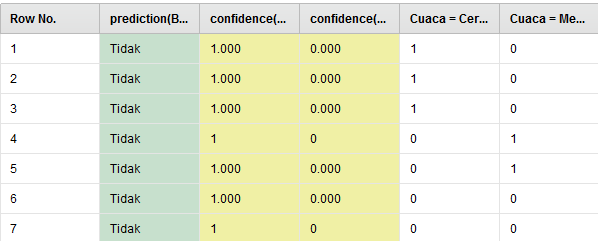 Row No. prediction(B... confidence(... confidence(... Cuaca = Cer... Cuaca = Me...
1 Tidak 1.000 0.000 1 0
2 Tidak 1.000 0.000 1 0
3 Tidak 1.000 0.000 1 0
4 Tidak 1 0 0 1
5 Tidak 1.000 0.000 0 1
6 Tidak 1.000 0.000 0 0
7 Tidak 1 0 0 0